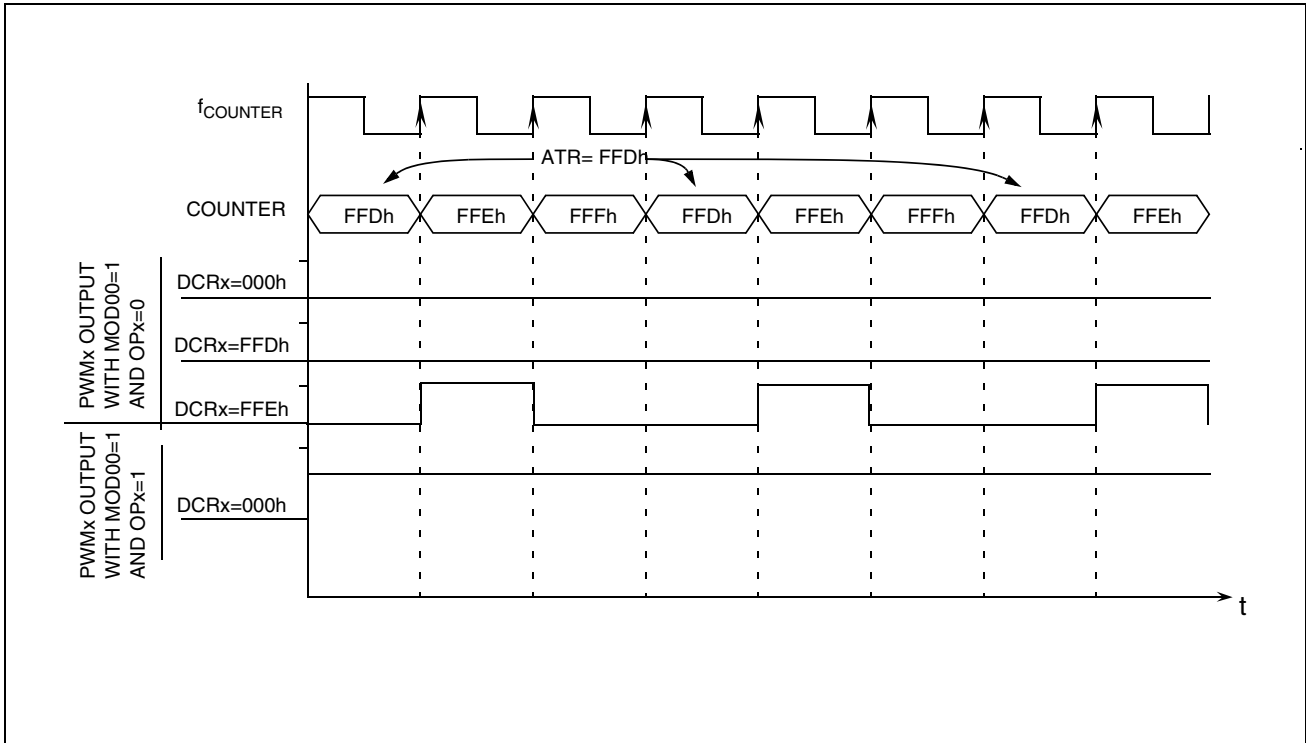 fCOUNTER
ATR= FFDh
COUNTER
FFDh FFEh FFFh FFDh FFEh FFFh FFDh FFEh
PWMx OUTPUT
WITH MOD00=1
AND OPx=0
DCRx=000h
DCRx=FFDh
DCRx=FFEh
PWMx OUTPUT
WITH MOD00=1
AND OPx=1
DCRx=000h
t